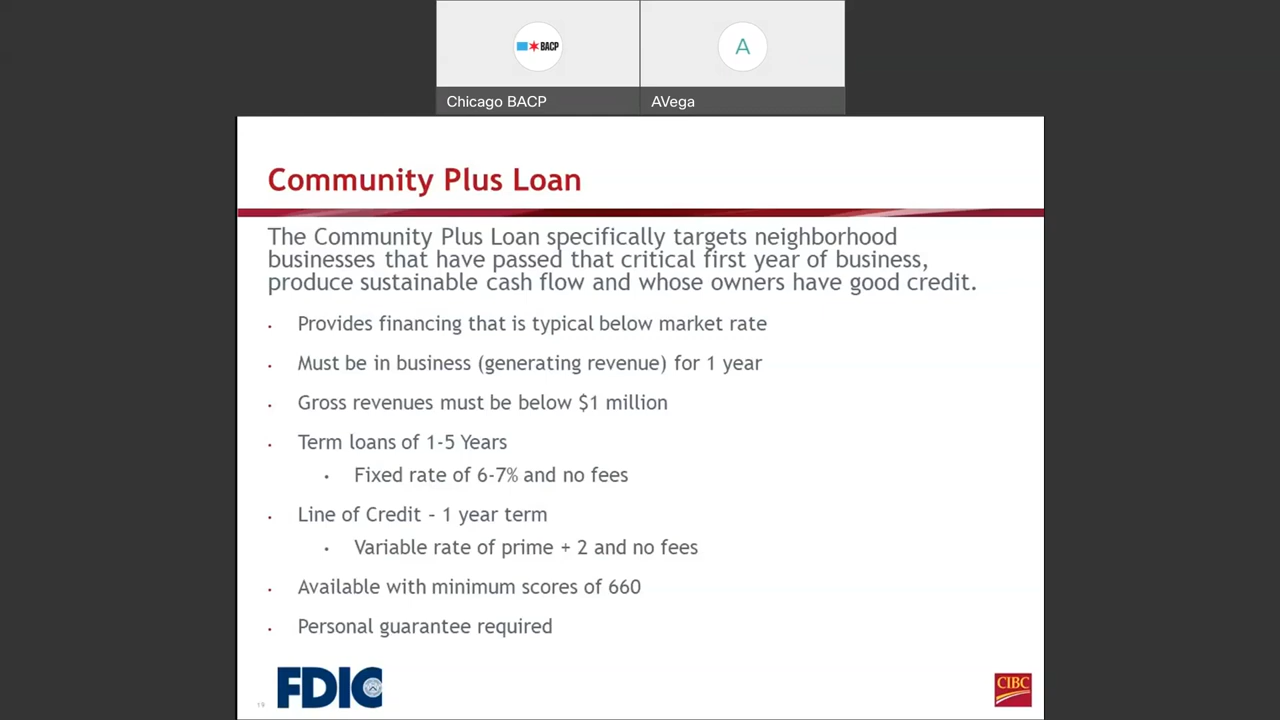 BACP
A
Chicago BACP
AVega
Community Plus Loan
The Community Plus Loan specifically targets neighborhood
businesses that have passed that critical first year of business,
produce sustainable cash flow and whose owners have good credit.
· Provides financing that is typical below market rate
· Must be in business (generating revenue) for 1 year
· Gross revenues must be below $1 million
· Term loans of 1-5 Years
· Fixed rate of 6-7% and no fees
· Line of Credit – 1 year term
· Variable rate of prime + 2 and no fees
· Available with minimum scores of 660
· Personal guarantee required
FDIC
CIBC